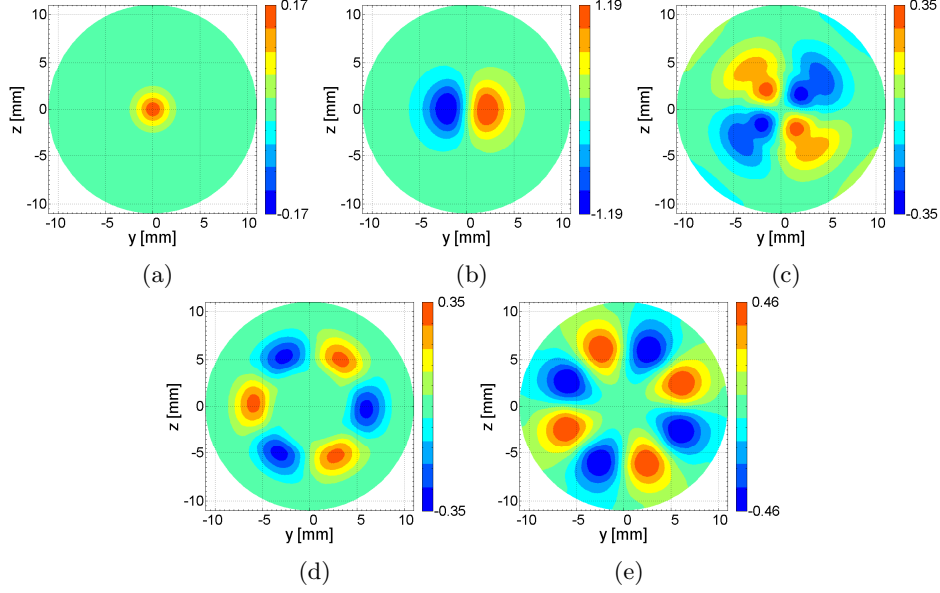 10 5 0 -5 -10
z [mm]
-10 -5 0 5 10
y [mm]
0.17
-0.17
(a)
10 5 0 -5 -10
z [mm]
-10 -5 0 5 10
y [mm]
1.19
-1.19
(b)
10 5 0 -5 -10
z [mm]
-10 -5 0 5 10
y [mm]
0.35
-0.35
(c)
10 5 0 -5 -10
z [mm]
-10 -5 0 5 10
y [mm]
0.35
-0.35
(d)
10 5 0 -5 -10
z [mm]
-10 -5 0 5 10
y [mm]
0.46
-0.46
(e)